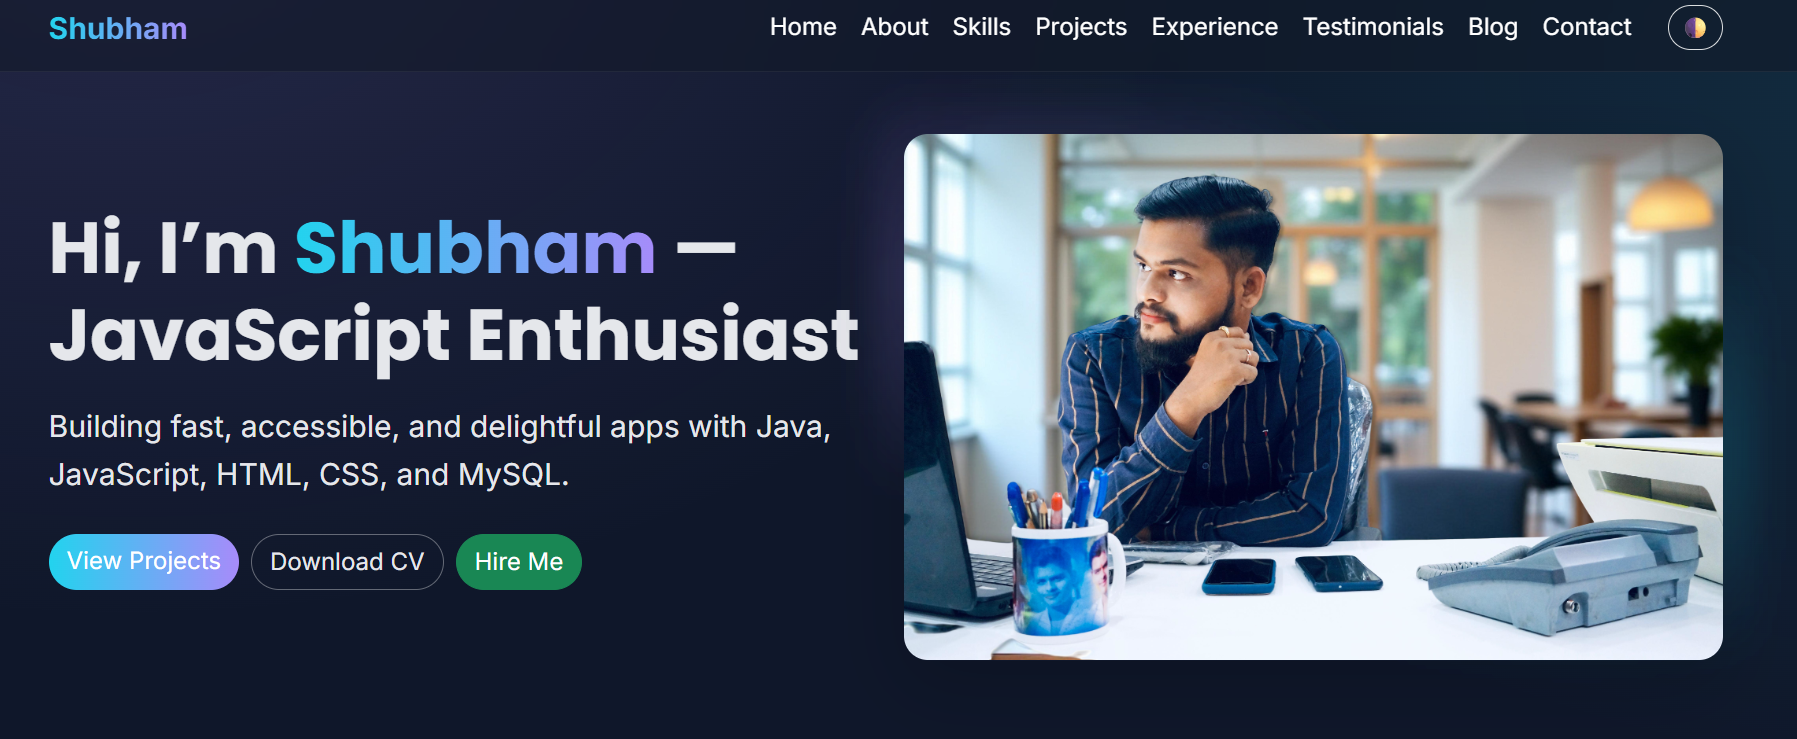 Shubham
Home About Skills Projects Experience Testimonials Blog Contact
Hi, I’m Shubham —
JavaScript Enthusiast
Building fast, accessible, and delightful apps with Java,
JavaScript, HTML, CSS, and MySQL.
View Projects Download CV Hire Me